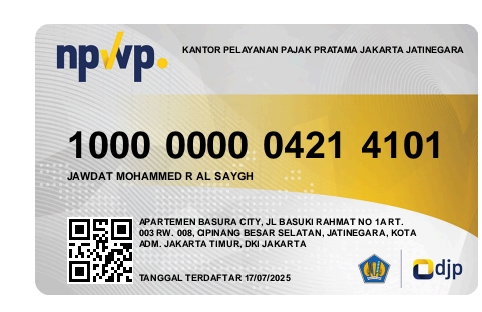 npwp.
KANTOR PELAYANAN PAJAK PRATAMA JAKARTA JATINEGARA
1000 0000 0421 4101
JAWDAT MOHAMMED R AL SAYGH
APARTEMEN BASURA CITY, JL BASUKI RAHMAT NO 1A RT.
003 RW. 008, CIPINANG BESAR SELATAN, JATINEGARA, KOTA
ADM. JAKARTA TIMUR, DKI JAKARTA
TANGGAL TERDAFTAR: 17/07/2025
djp